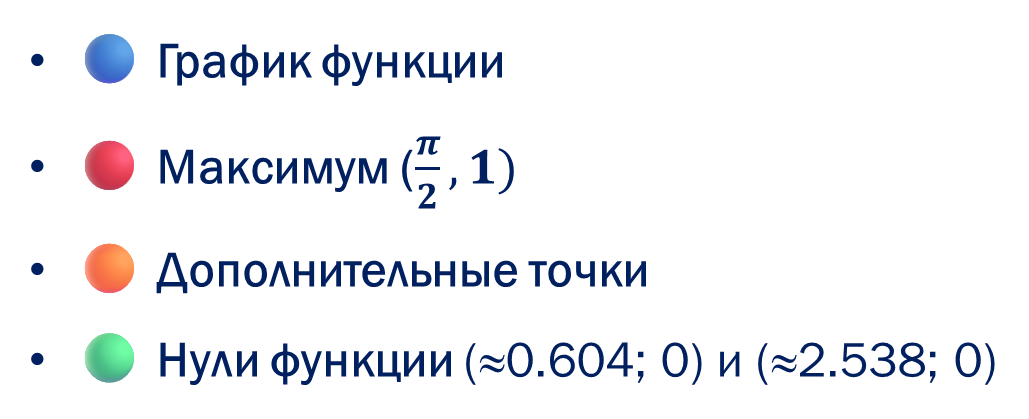 • График функции
• Максимум (π/2, 1)
• Дополнительные точки
• Нули функции (≈0.604; 0) и (≈2.538; 0)